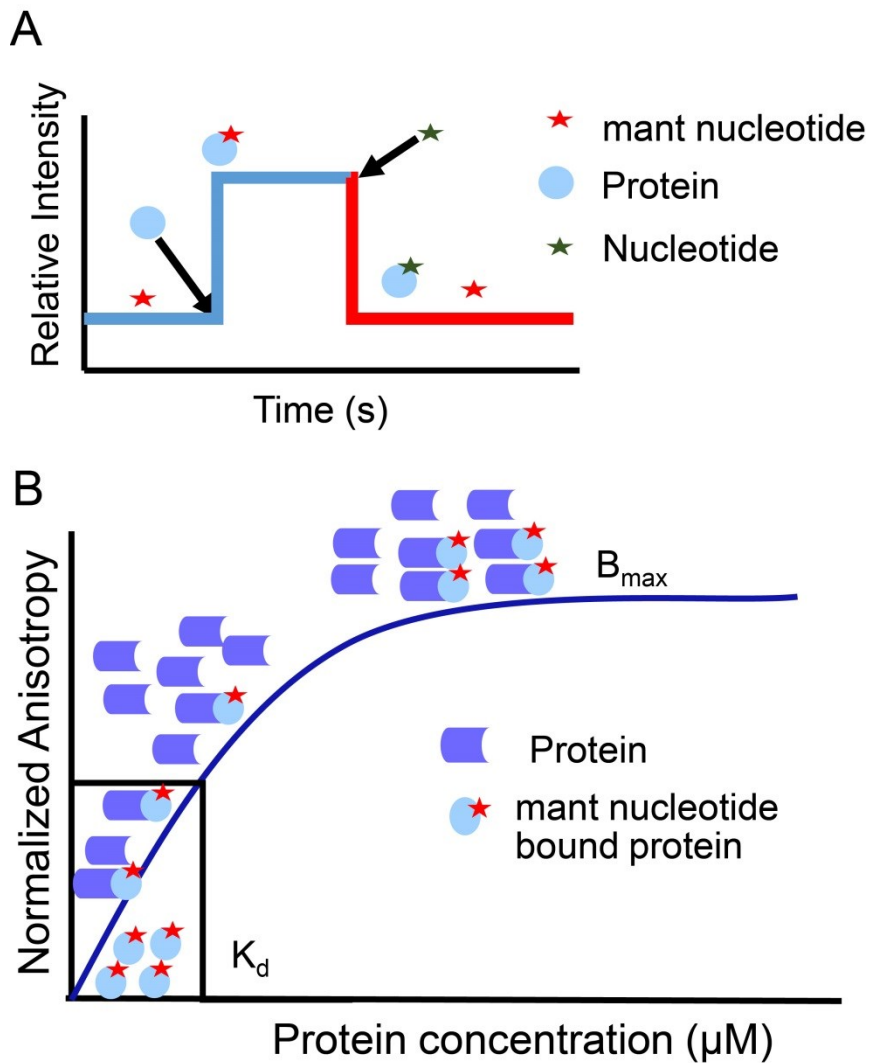 A
Relative Intensity
Time (s)
mant nucleotide
Protein
Nucleotide
B
Normalized Anisotropy
Bmax
Protein
mant nucleotide
bound protein
Kd
Protein concentration (μM)